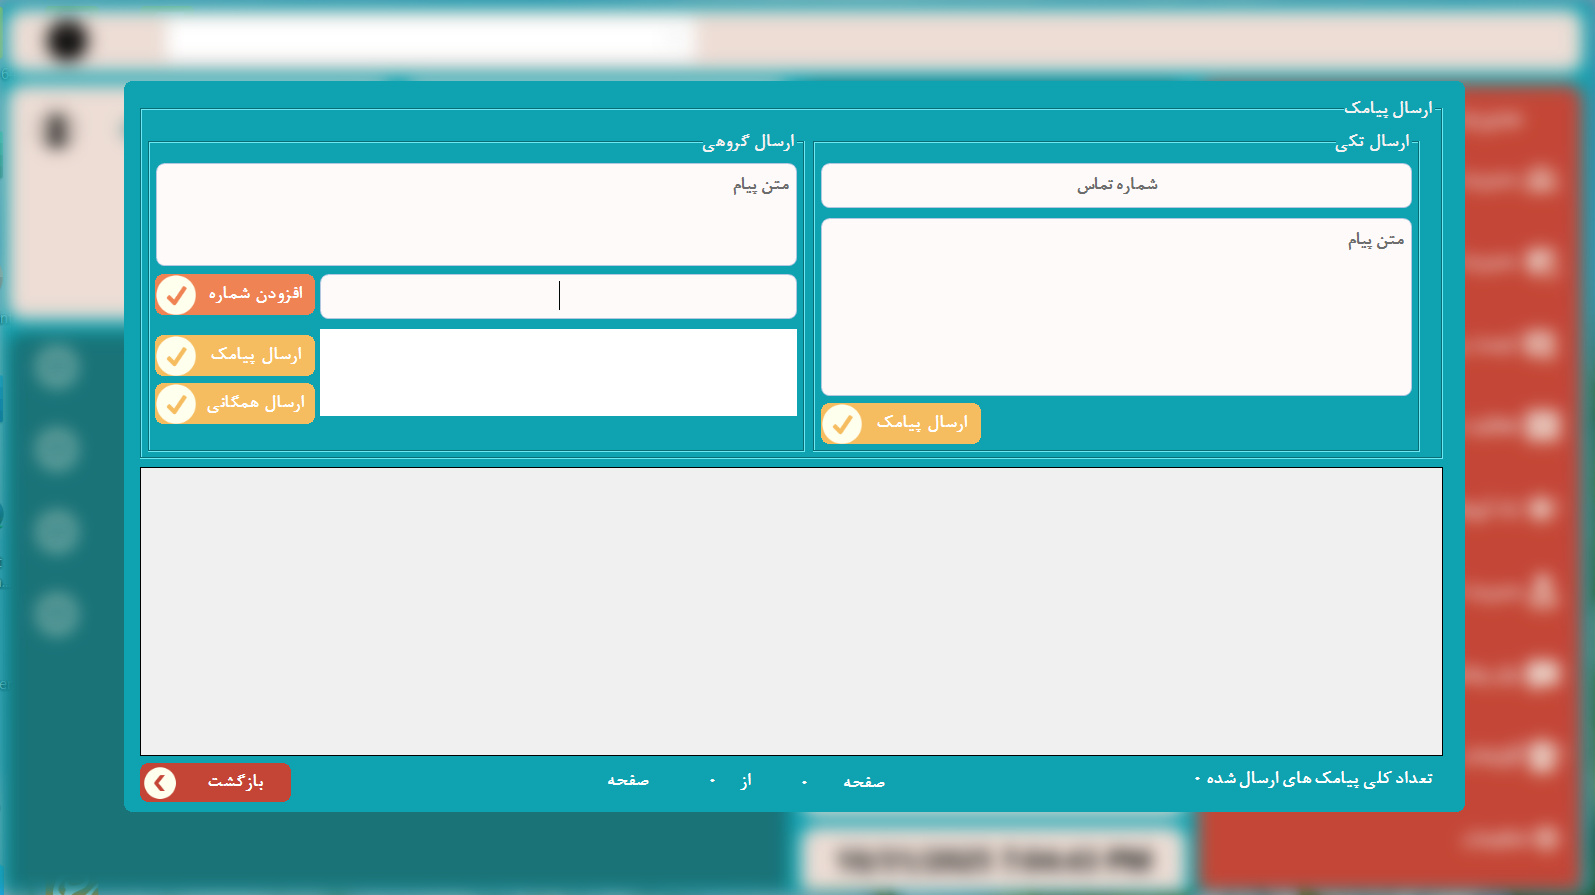 ارسال پیامک
ارسال تکی
شماره تماس
متن پیام
ارسال پیامک
ارسال گروهی
متن پیام
افزودن شماره
ارسال پیامک
ارسال همگانی
تعداد کلی پیامک های ارسال شده ۰
صفحه ۰ از ۰ صفحه
بازگشت